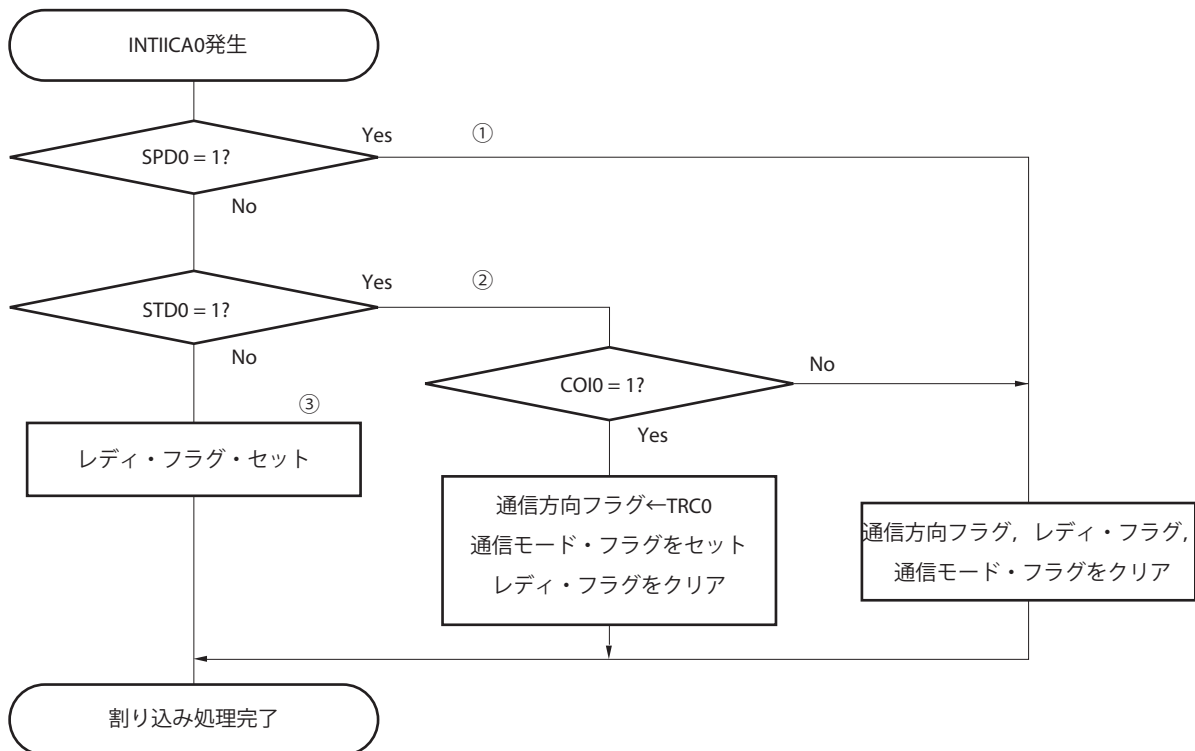 INTIICA0発生
Yes
①
SPD0 = 1?
No
Yes
②
STD0 = 1?
No
COI0 = 1?
No
③
Yes
レディ・フラグ・セット
通信方向フラグ←TRC0
通信モード・フラグをセット
レディ・フラグをクリア
通信方向フラグ，レディ・フラグ，
通信モード・フラグをクリア
割り込み処理完了